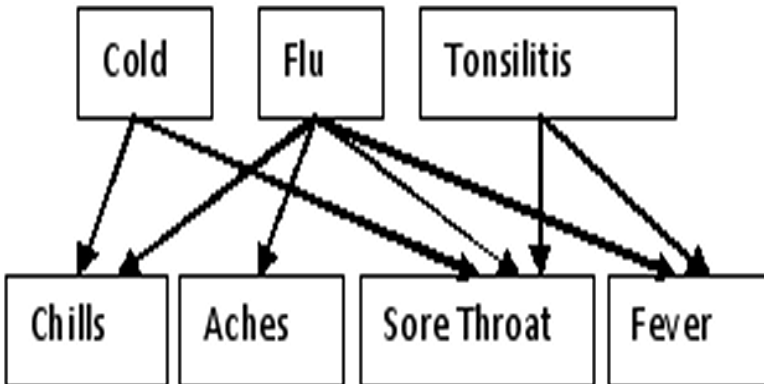 Cold
Flu
Tonsilitis
Chills
Aches
Sore Throat
Fever